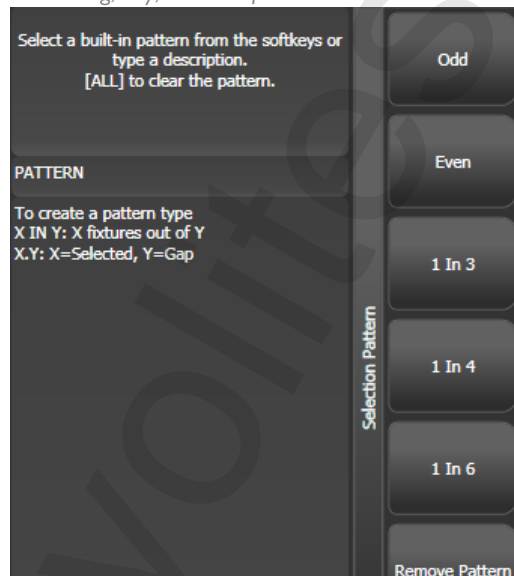 Select a built-in pattern from the softkeys or
type a description.
[ALL] to clear the pattern.
PATTERN
To create a pattern type
X IN Y: X fixtures out of Y
X.Y: X=Selected, Y=Gap
Selection Pattern
Odd
Even
1 In 3
1 In 4
1 In 6
Remove Pattern